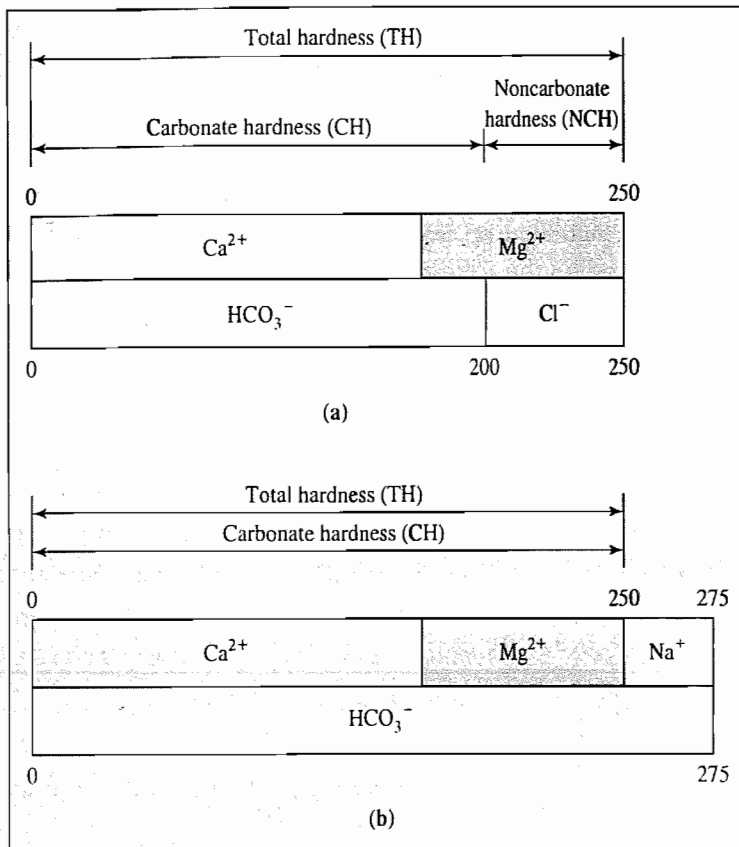 Total hardness (TH)
Noncarbonate
hardness (NCH)
Carbonate hardness (CH)
0 250
Ca²⁺ Mg²⁺
HCO₃⁻ Cl⁻
0 200 250
(a)
Total hardness (TH)
Carbonate hardness (CH)
0 250 275
Ca²⁺ Mg²⁺ Na⁺
HCO₃⁻
0 275
(b)